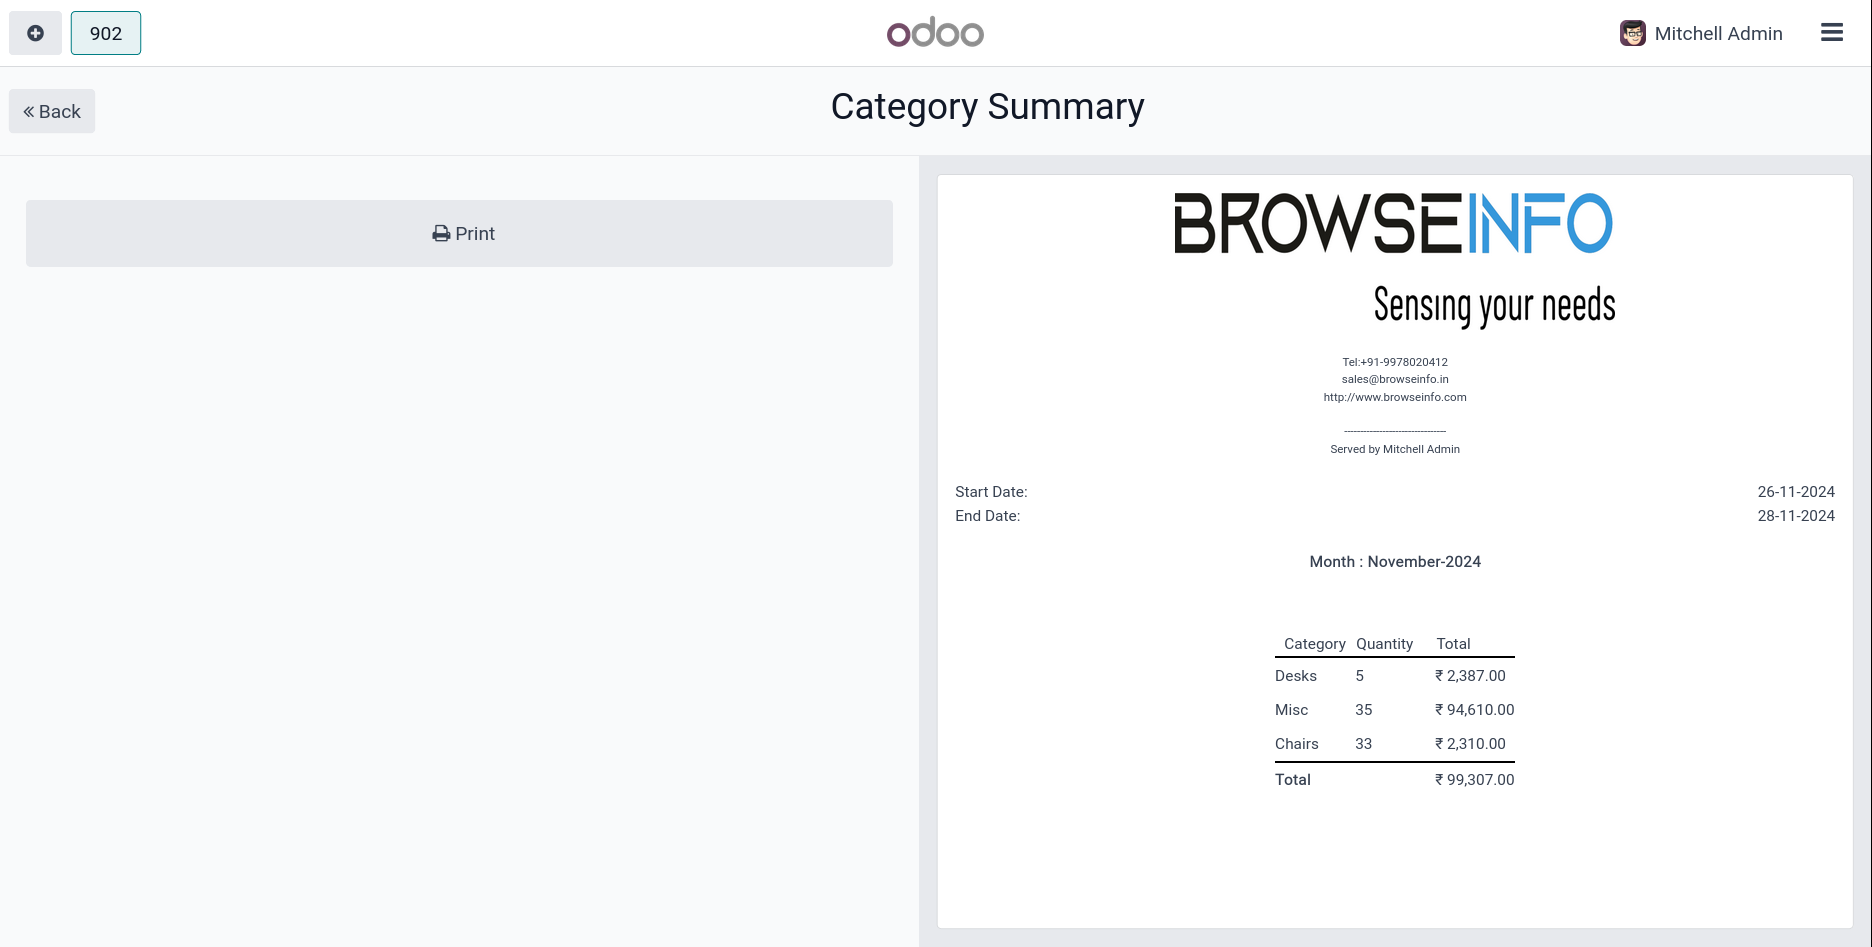 902
odoo
Mitchell Admin
Back
Category Summary
Print
BROWSEINFO
Sensing your needs
Tel:+91-9978020412
sales@browseinfo.in
http://www.browseinfo.com
--------------------------------
Served by Mitchell Admin
Start Date: 26-11-2024
End Date: 28-11-2024
Month : November-2024
Category Quantity Total
Desks 5 ₹ 2,387.00
Misc 35 ₹ 94,610.00
Chairs 33 ₹ 2,310.00
Total ₹ 99,307.00